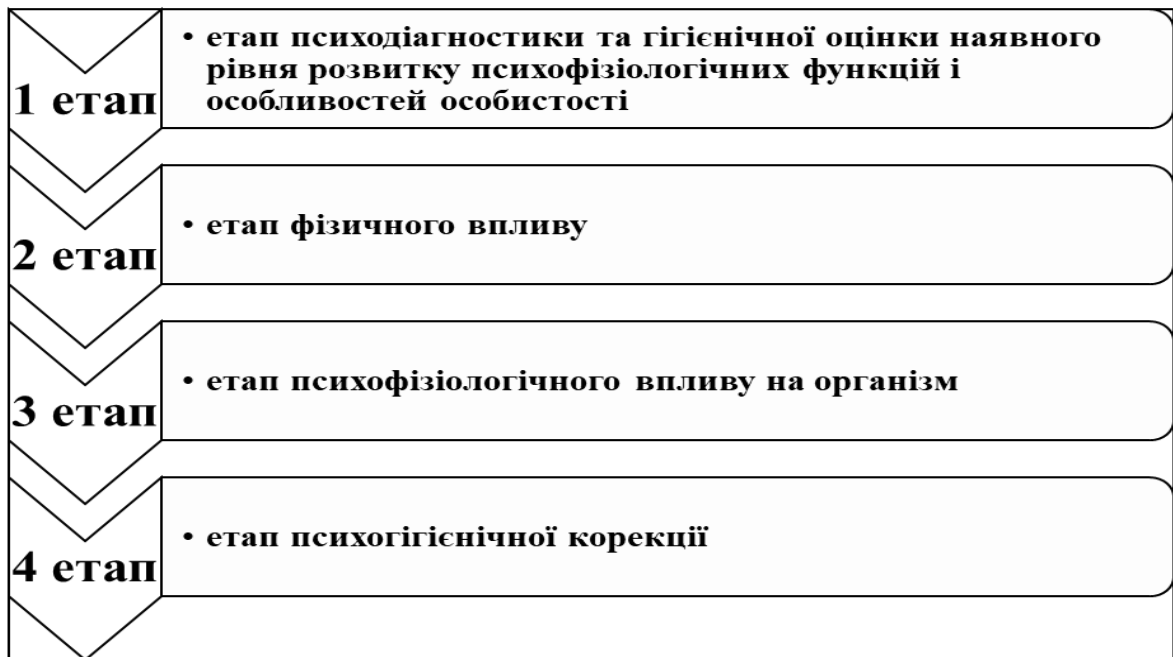 1 етап
• етап психодіагностики та гігієнічної оцінки наявного
рівня розвитку психофізіологічних функцій і
особливостей особистості
2 етап
• етап фізичного впливу
3 етап
• етап психофізіологічного впливу на організм
4 етап
• етап психогігієнічної корекції